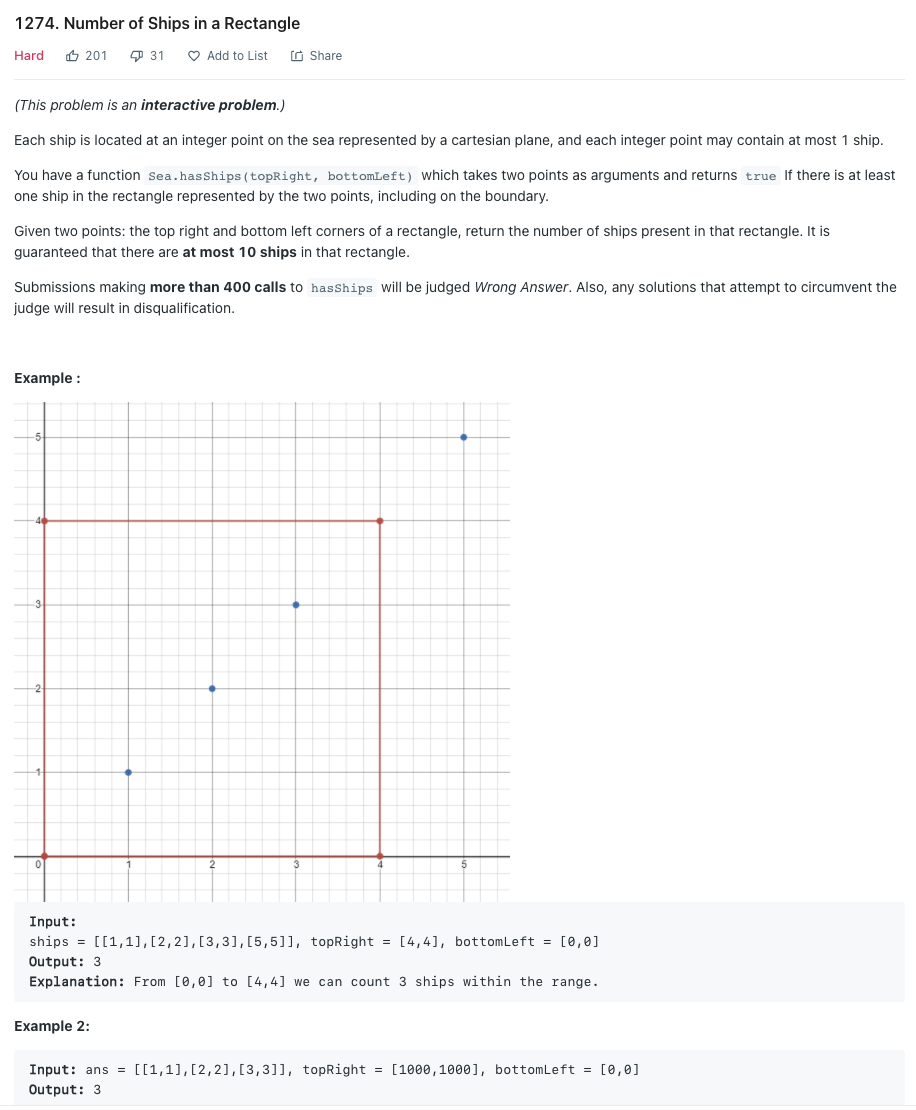 1274. Number of Ships in a Rectangle
Hard 201 31 Add to List Share
(This problem is an interactive problem.)
Each ship is located at an integer point on the sea represented by a cartesian plane, and each integer point may contain at most 1 ship.
You have a function Sea.hasShips(topRight, bottomLeft) which takes two points as arguments and returns true If there is at least
one ship in the rectangle represented by the two points, including on the boundary.
Given two points: the top right and bottom left corners of a rectangle, return the number of ships present in that rectangle. It is
guaranteed that there are at most 10 ships in that rectangle.
Submissions making more than 400 calls to hasShips will be judged Wrong Answer. Also, any solutions that attempt to circumvent the
judge will result in disqualification.
Example :
5
4
3
2
1
0 1 2 3 4 5
Input:
ships = [[1,1],[2,2],[3,3],[5,5]], topRight = [4,4], bottomLeft = [0,0]
Output: 3
Explanation: From [0,0] to [4,4] we can count 3 ships within the range.
Example 2:
Input: ans = [[1,1],[2,2],[3,3]], topRight = [1000,1000], bottomLeft = [0,0]
Output: 3